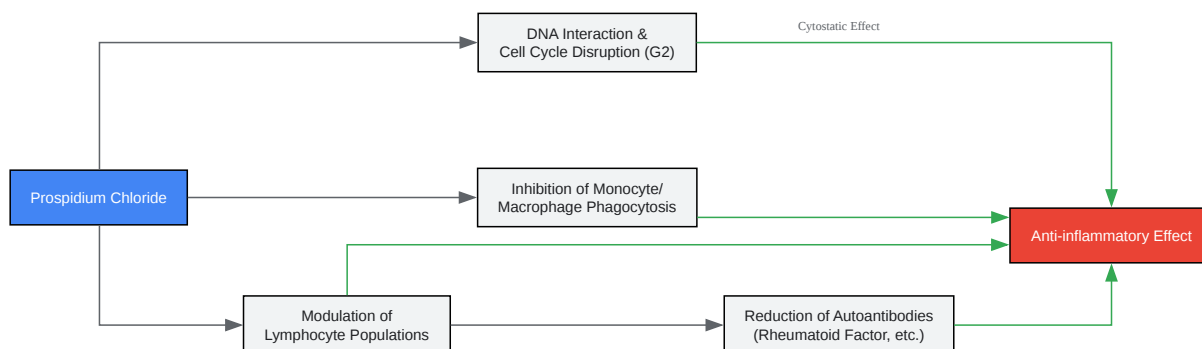 DNA Interaction &
Cell Cycle Disruption (G2)
Cytostatic Effect
Prospidium Chloride
Inhibition of Monocyte/
Macrophage Phagocytosis
Anti-inflammatory Effect
Modulation of
Lymphocyte Populations
Reduction of Autoantibodies
(Rheumatoid Factor, etc.)